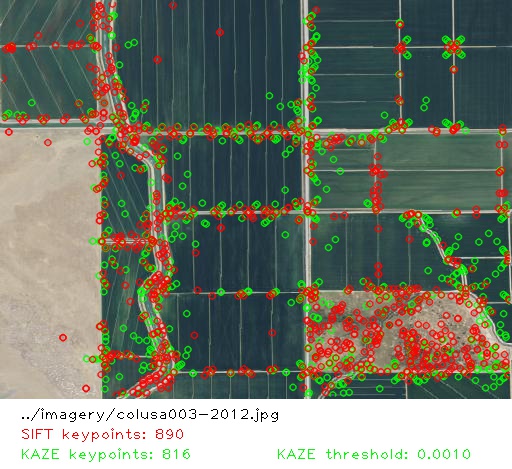 ../imagery/colusa003-2012.jpg
SIFT keypoints: 890
KAZE keypoints: 816 KAZE threshold: 0.0010